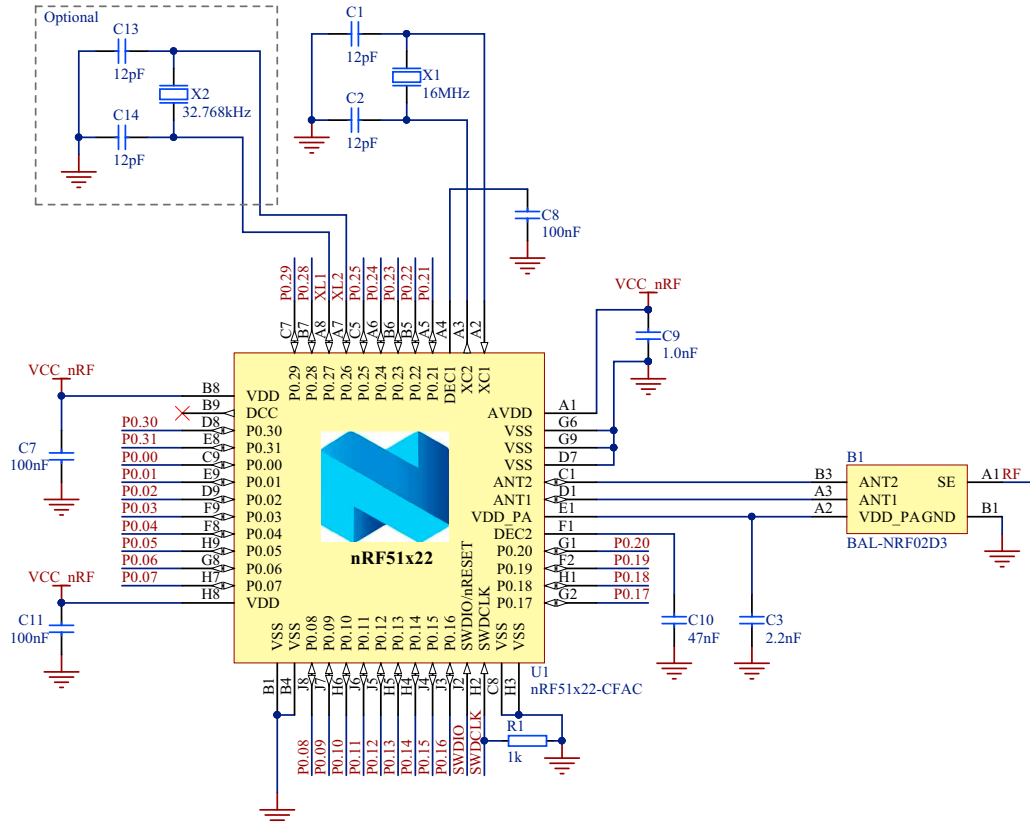 Optional
C13
12pF
X2
32.768kHz
C14
12pF
C1
12pF
X1
16MHz
C2
12pF
C8
100nF
P0.29
P0.28
XL1
XL2
P0.25
P0.24
P0.23
P0.22
P0.21
C7
B7
A8
A7
C5
A6
B6
B5
A5
A4
A3
A2
P0.29
P0.28
P0.27
P0.26
P0.25
P0.24
P0.23
P0.22
P0.21
DEC1
XC2
XC1
VCC_nRF
C9
1.0nF
VCC_nRF
C7
100nF
B8 VDD
B9 DCC
P0.30 D8 P0.30
P0.31 E8 P0.31
P0.00 C9 P0.00
P0.01 E9 P0.01
P0.02 D9 P0.02
P0.03 F9 P0.03
P0.04 F8 P0.04
P0.05 H9 P0.05
P0.06 G8 P0.06
P0.07 H7 P0.07
H8 VDD
VCC_nRF
C11
100nF
nRF51x22
AVDD A1
VSS G6
VSS G9
VSS D7
ANT2 C1
ANT1 D1
VDD_PA E1
DEC2 F1
P0.20 G1 P0.20
P0.19 F2 P0.19
P0.18 H1 P0.18
P0.17 G2 P0.17
B1
B3 ANT2
A3 ANT1
A2 VDD_PA
SE A1 RF
GND B1
BAL-NRF02D3
C10
47nF
C3
2.2nF
VSS
VSS
P0.08
P0.09
P0.10
P0.11
P0.12
P0.13
P0.14
P0.15
P0.16
SWDIO/nRESET
SWDCLK
VSS
VSS
U1
nRF51x22-CFAC
B1
B4
J8
J7
H6
J6
J5
H5
H4
J4
J3
J2
H2
C8
H3
P0.08
P0.09
P0.10
P0.11
P0.12
P0.13
P0.14
P0.15
P0.16
SWDIO
SWDCLK
R1
1k